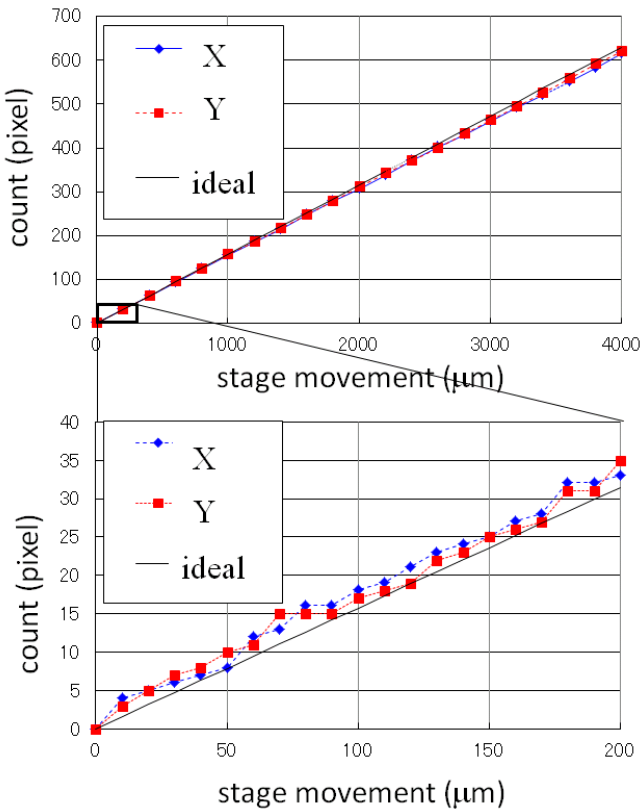 700
600
500
400
300
200
100
0
X
Y
ideal
count (pixel)
0 1000 2000 3000 4000
stage movement (μm)
40
35
30
25
20
15
10
5
0
X
Y
ideal
count (pixel)
0 50 100 150 200
stage movement (μm)